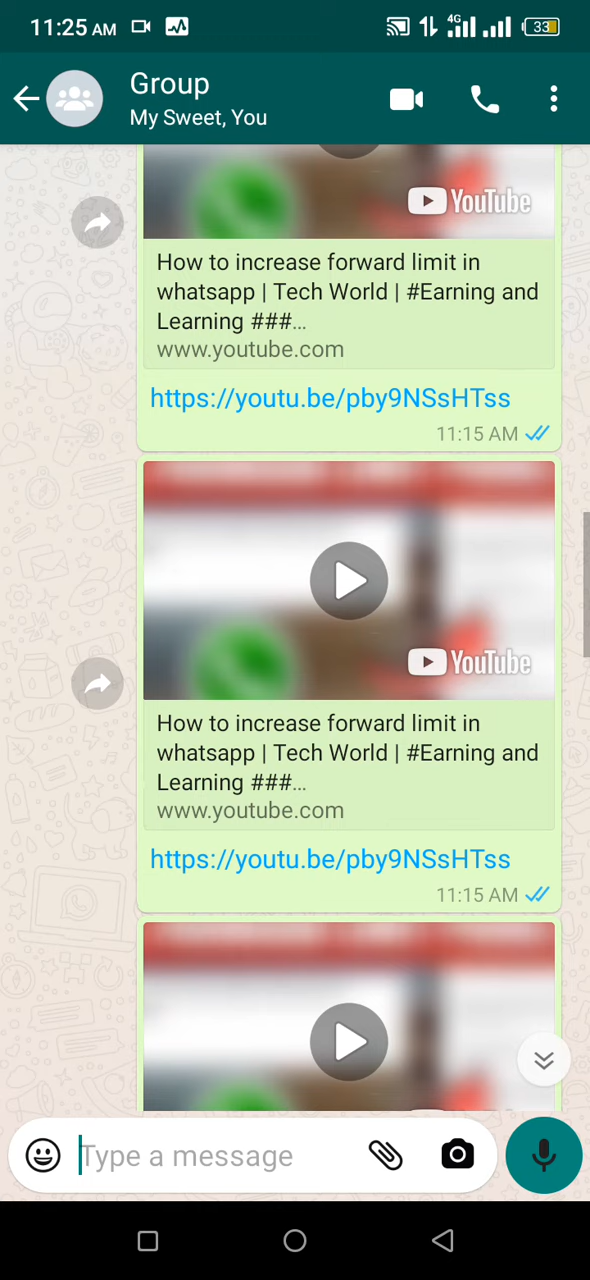 11:25 AM
4G
33
Group
My Sweet, You
YouTube
How to increase forward limit in
whatsapp | Tech World | #Earning and
Learning ###...
www.youtube.com
https://youtu.be/pby9NSsHTss
11:15 AM
YouTube
How to increase forward limit in
whatsapp | Tech World | #Earning and
Learning ###...
www.youtube.com
https://youtu.be/pby9NSsHTss
11:15 AM
Type a message